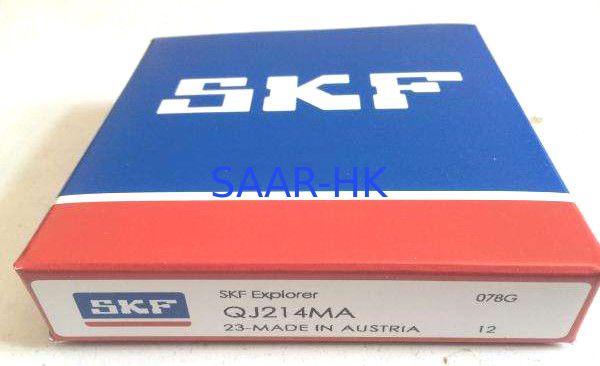 SKF
SAAR-HK
SKF
SKF Explorer
078G
QJ214MA
23-MADE IN AUSTRIA
12